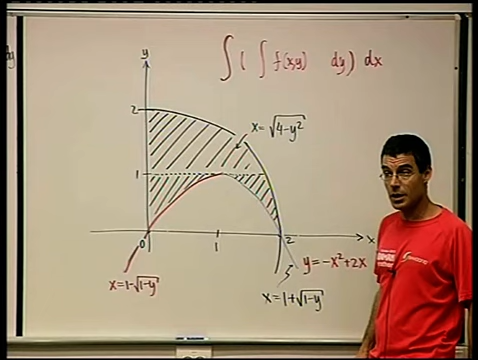 ∫ ( ∫ f(x,y) dy ) dx
y
2
x = √4-y²
1
0
1
2
x
y = -x²+2x
x = 1-√1-y
x = 1+√1-y